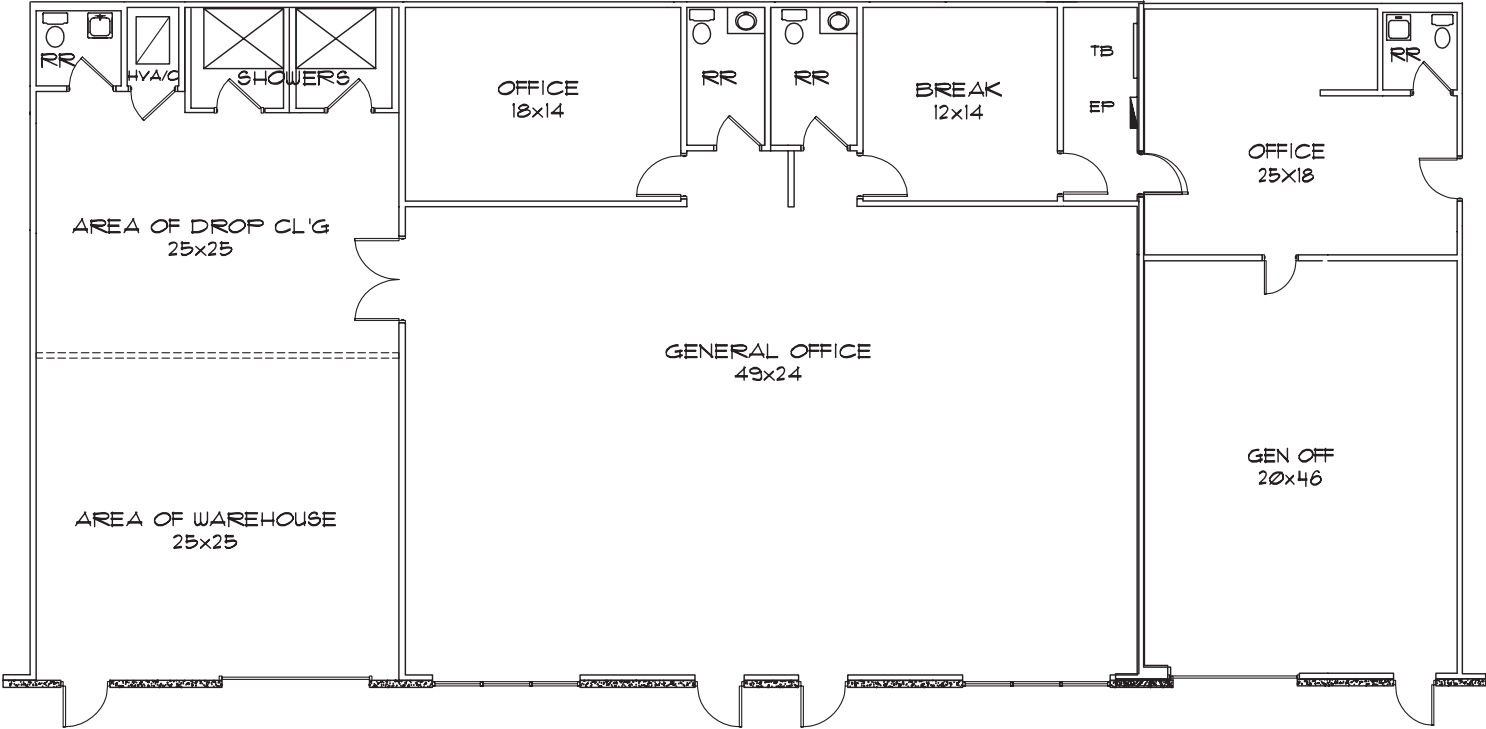 RR
HVA/C
SHOWERS
OFFICE
18x14
RR
RR
BREAK
12x14
TB
EP
RR
OFFICE
25X18
AREA OF DROP CL'G
25x25
GENERAL OFFICE
49x24
GEN OFF
20x46
AREA OF WAREHOUSE
25x25